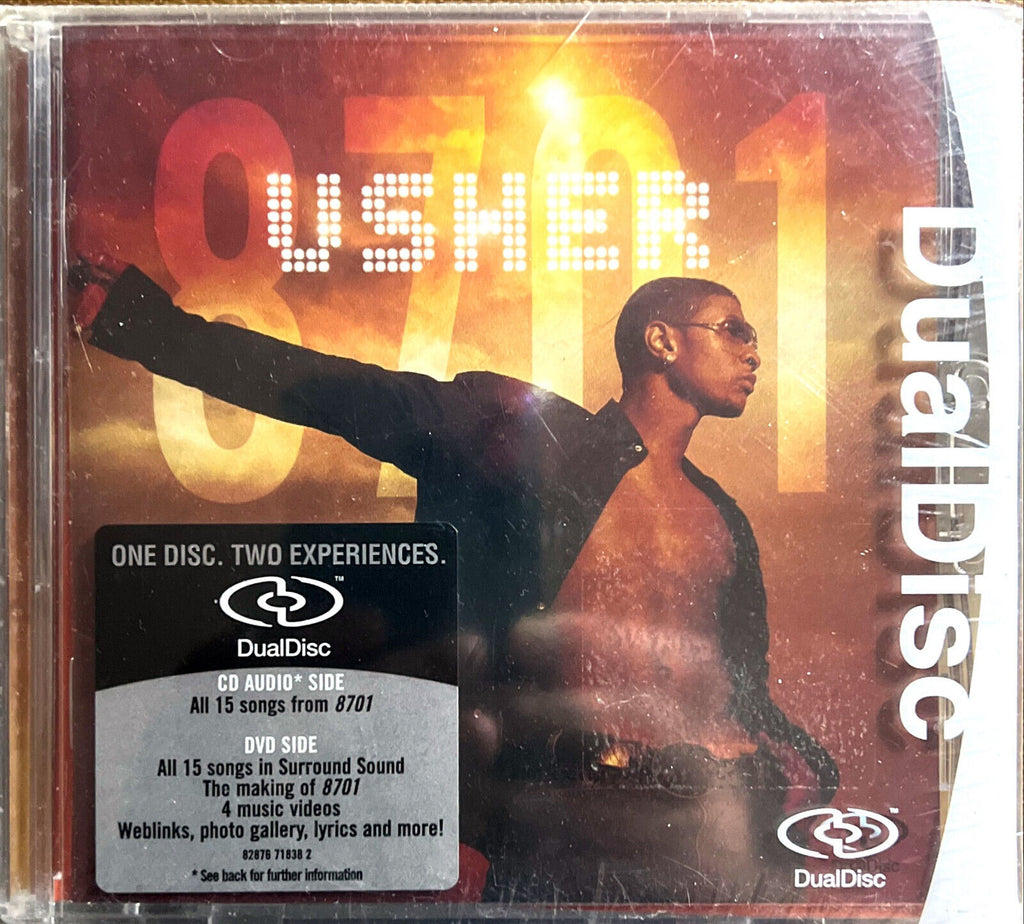 8701
USHER
DualDisc
ONE DISC. TWO EXPERIENCES.
TM
DualDisc
CD AUDIO* SIDE
All 15 songs from 8701
DVD SIDE
All 15 songs in Surround Sound
The making of 8701
4 music videos
Weblinks, photo gallery, lyrics and more!
82876 71838 2
* See back for further information
TM
DualDisc